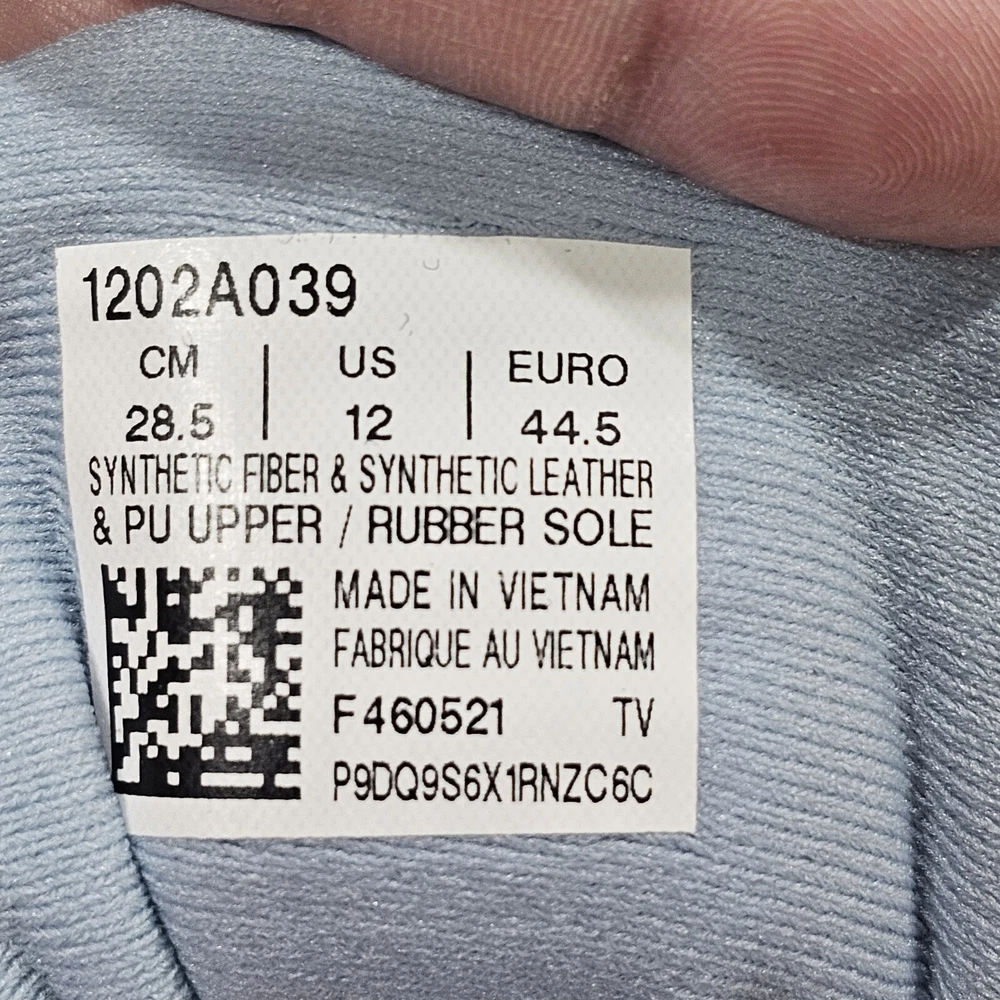 1202A039
CM | US | EURO
28.5 | 12 | 44.5
SYNTHETIC FIBER & SYNTHETIC LEATHER
& PU UPPER / RUBBER SOLE
MADE IN VIETNAM
FABRIQUE AU VIETNAM
F460521 TV
P9DQ9S6X1RNZC6C